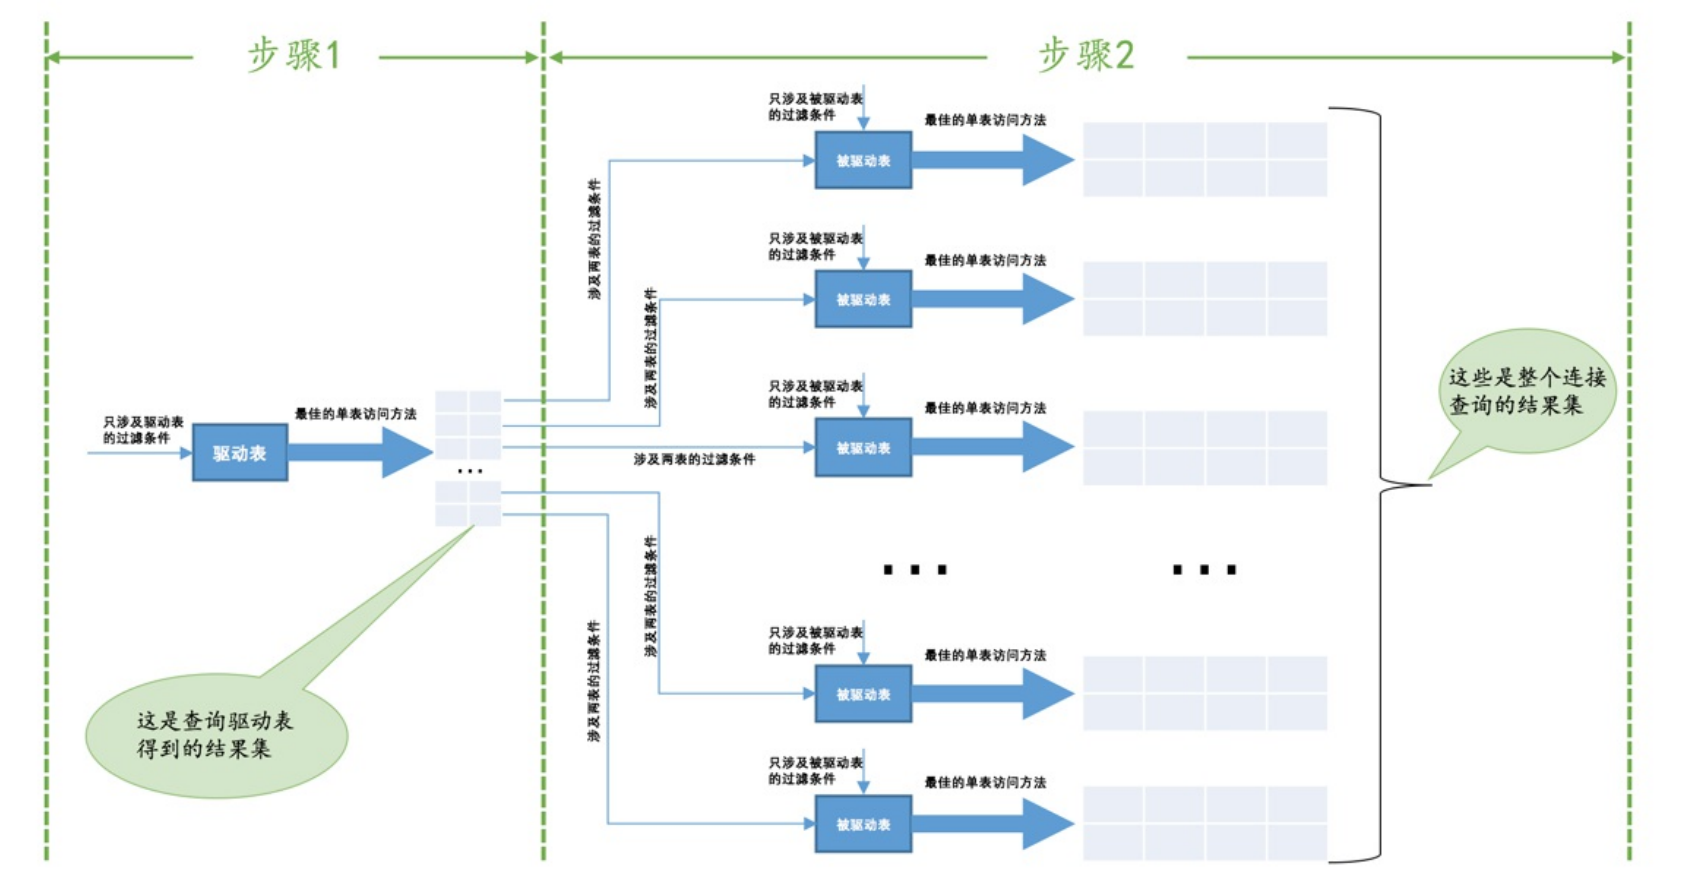 步骤1
步骤2
只涉及驱动表
的过滤条件
驱动表
最佳的单表访问方法
...
这是查询驱动表
得到的结果集
涉及两表的过滤条件
只涉及被驱动表
的过滤条件
被驱动表
最佳的单表访问方法
涉及两表的过滤条件
只涉及被驱动表
的过滤条件
被驱动表
最佳的单表访问方法
涉及两表的过滤条件
只涉及被驱动表
的过滤条件
被驱动表
最佳的单表访问方法
...
...
涉及两表的过滤条件
只涉及被驱动表
的过滤条件
被驱动表
最佳的单表访问方法
涉及两表的过滤条件
只涉及被驱动表
的过滤条件
被驱动表
最佳的单表访问方法
这些是整个连接
查询的结果集